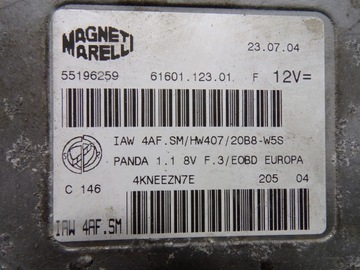 MAGNETI
MARELLI
23.07.04
55196259 61601.123.01 F 12V=
IAW 4AF.SM/HW407/20B8-W5S
PANDA 1.1 8V F.3/EOBD EUROPA
4KNEEZN7E 205 04
C 146
IAW 4AF.SM